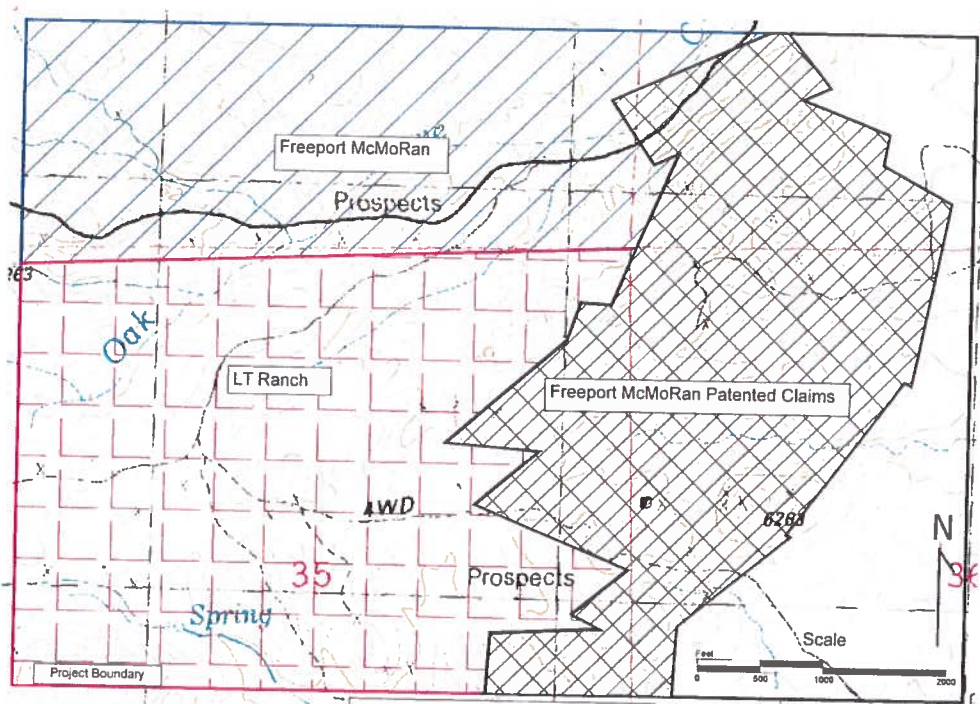 Freeport McMoRan
Prospects
Oak
LT Ranch
Freeport McMoRan Patented Claims
4WD
6263
N
35
Prospects
36
Spring
Scale
Feet
0 500 1000 2000
Project Boundary